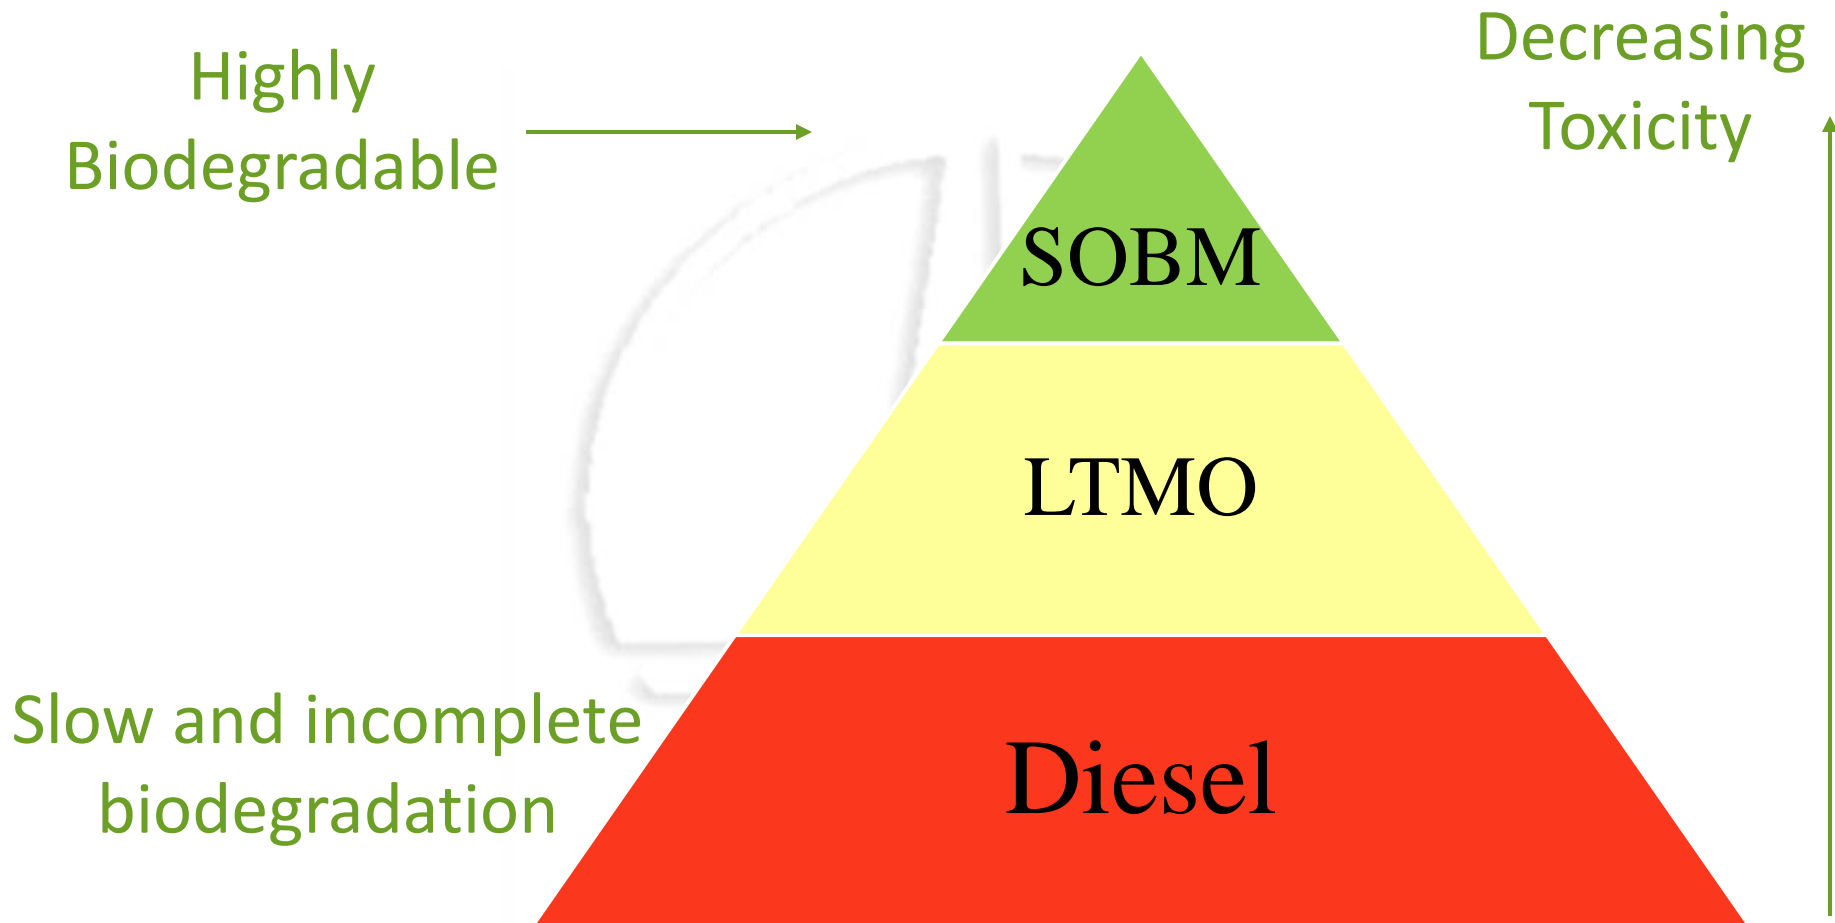 Highly
Biodegradable
Decreasing
Toxicity
SOBM
LTMO
Slow and incomplete
biodegradation
Diesel